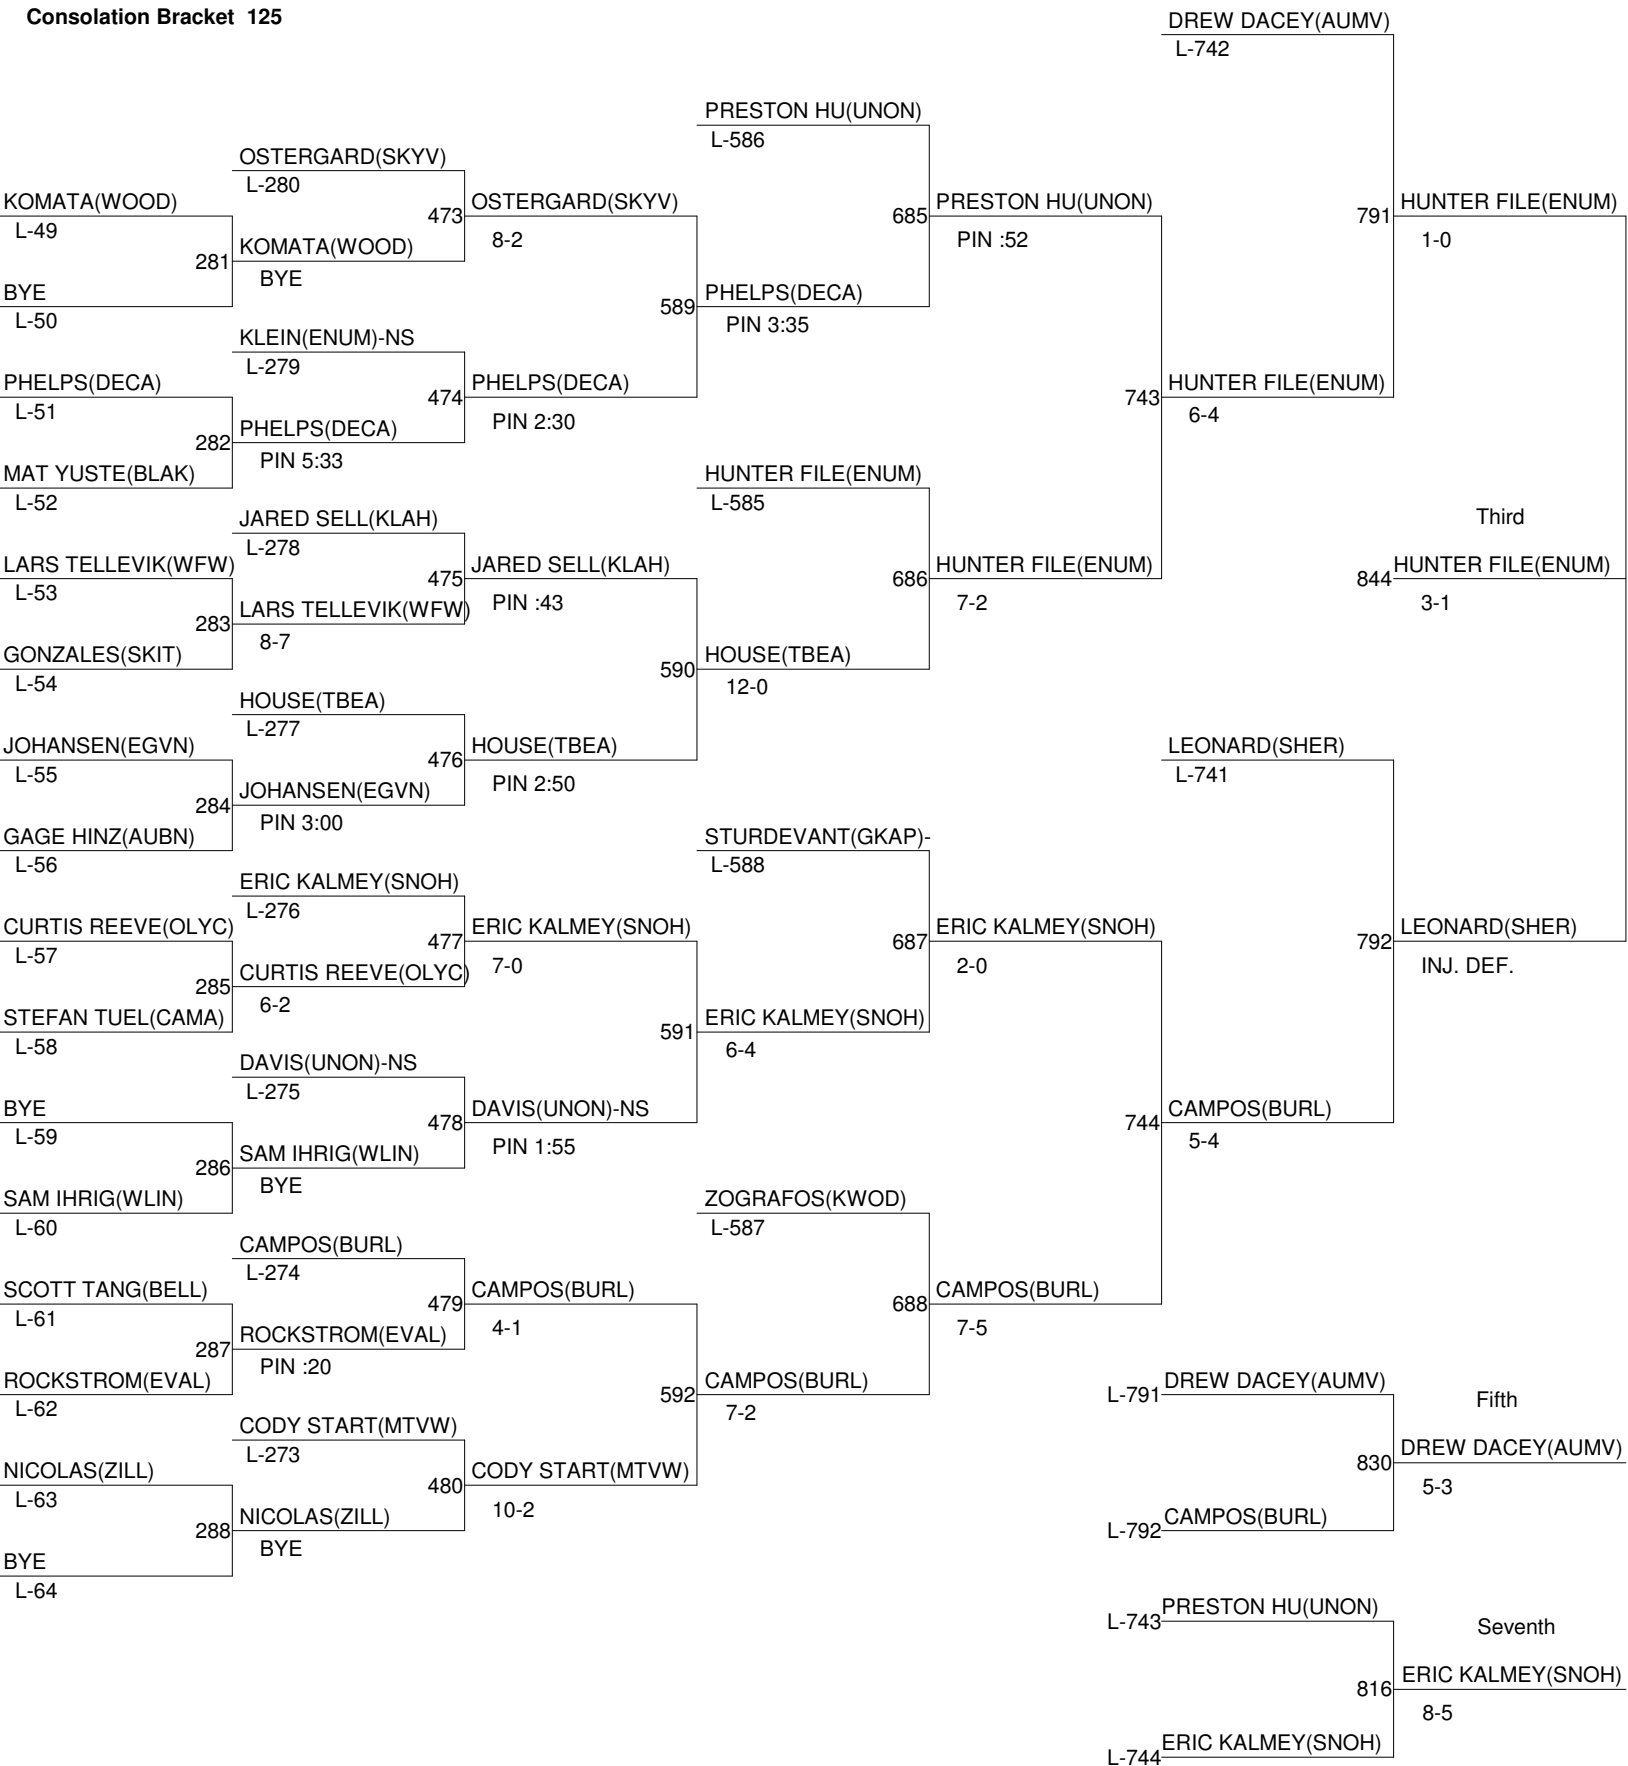 Consolation Bracket 125
KOMATA(WOOD)
L-49
BYE
L-50
PHELPS(DECA)
L-51
MAT YUSTE(BLAK)
L-52
LARS TELLEVIK(WFW)
L-53
GONZALES(SKIT)
L-54
JOHANSEN(EGVN)
L-55
GAGE HINZ(AUBN)
L-56
CURTIS REEVE(OLYC)
L-57
STEFAN TUEL(CAMA)
L-58
BYE
L-59
SAM IHRIG(WLIN)
L-60
SCOTT TANG(BELL)
L-61
ROCKSTROM(EVAL)
L-62
NICOLAS(ZILL)
L-63
BYE
L-64
OSTERGARD(SKYV)
L-280
281
KOMATA(WOOD)
BYE
KLEIN(ENUM)-NS
L-279
282
PHELPS(DECA)
PIN 5:33
JARED SELL(KLAH)
L-278
283
LARS TELLEVIK(WFW)
8-7
HOUSE(TBEA)
L-277
284
JOHANSEN(EGVN)
PIN 3:00
ERIC KALMEY(SNOH)
L-276
285
CURTIS REEVE(OLYC)
6-2
DAVIS(UNON)-NS
L-275
286
SAM IHRIG(WLIN)
BYE
CAMPOS(BURL)
L-274
287
ROCKSTROM(EVAL)
PIN :20
CODY START(MTVW)
L-273
288
NICOLAS(ZILL)
BYE
473
OSTERGARD(SKYV)
8-2
474
PHELPS(DECA)
PIN 2:30
475
JARED SELL(KLAH)
PIN :43
476
HOUSE(TBEA)
PIN 2:50
477
ERIC KALMEY(SNOH)
7-0
478
DAVIS(UNON)-NS
PIN 1:55
479
CAMPOS(BURL)
4-1
480
CODY START(MTVW)
10-2
PRESTON HU(UNON)
L-586
589
PHELPS(DECA)
PIN 3:35
HUNTER FILE(ENUM)
L-585
590
HOUSE(TBEA)
12-0
STURDEVANT(GKAP)-
L-588
591
ERIC KALMEY(SNOH)
6-4
ZOGRAFOS(KWOD)
L-587
592
CAMPOS(BURL)
7-2
685
PRESTON HU(UNON)
PIN :52
686
HUNTER FILE(ENUM)
7-2
687
ERIC KALMEY(SNOH)
2-0
688
CAMPOS(BURL)
7-5
DREW DACEY(AUMV)
L-742
743
HUNTER FILE(ENUM)
6-4
LEONARD(SHER)
L-741
744
CAMPOS(BURL)
5-4
791
HUNTER FILE(ENUM)
1-0
792
LEONARD(SHER)
INJ. DEF.
Third
844
HUNTER FILE(ENUM)
3-1
L-791
DREW DACEY(AUMV)
L-792
CAMPOS(BURL)
Fifth
830
DREW DACEY(AUMV)
5-3
L-743
PRESTON HU(UNON)
L-744
ERIC KALMEY(SNOH)
Seventh
816
ERIC KALMEY(SNOH)
8-5